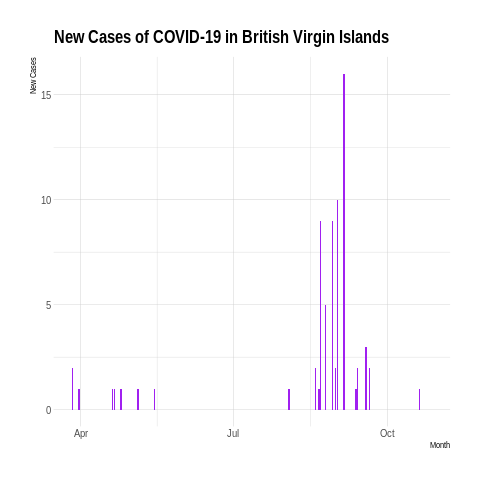 New Cases of COVID-19 in British Virgin Islands
New Cases
15
10
5
0
Apr Jul Oct
Month